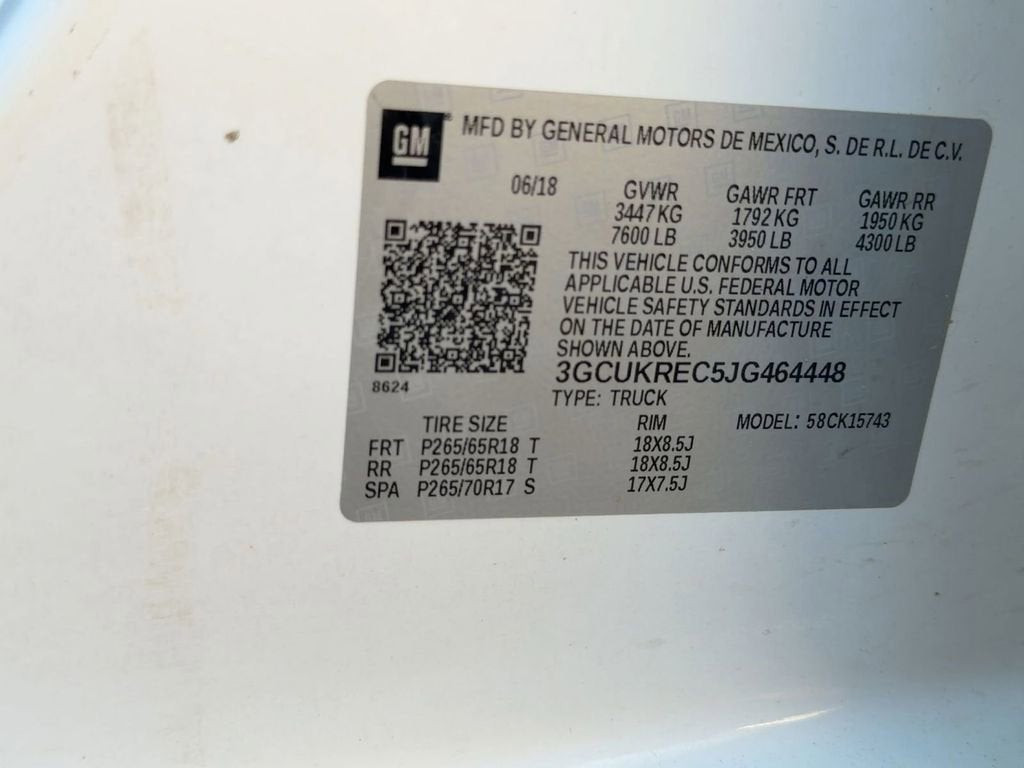 GM
MFD BY GENERAL MOTORS DE MEXICO, S. DE R.L. DE C.V.
06/18 GVWR GAWR FRT GAWR RR
3447 KG 1792 KG 1950 KG
7600 LB 3950 LB 4300 LB
THIS VEHICLE CONFORMS TO ALL
APPLICABLE U.S. FEDERAL MOTOR
VEHICLE SAFETY STANDARDS IN EFFECT
ON THE DATE OF MANUFACTURE
SHOWN ABOVE.
3GCUKREC5JG464448
8624
TYPE: TRUCK
TIRE SIZE RIM MODEL: 58CK15743
FRT P265/65R18 T 18X8.5J
RR P265/65R18 T 18X8.5J
SPA P265/70R17 S 17X7.5J